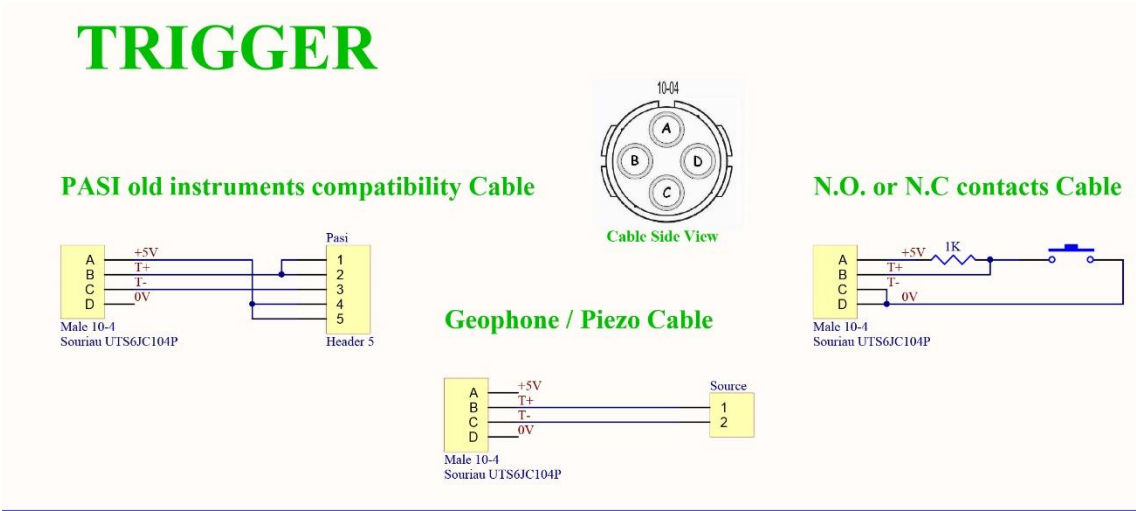 TRIGGER
10-04
A
B
D
C
Cable Side View
PASI old instruments compatibility Cable
Pasi
A +5V 1
B T+ 2
C T- 3
D 0V 4
5
Male 10-4
Souriau UTS6JC104P
Header 5
Geophone / Piezo Cable
Source
A +5V
B T+ 1
C T- 2
D 0V
Male 10-4
Souriau UTS6JC104P
N.O. or N.C contacts Cable
A +5V 1K
B T+
C T-
D 0V
Male 10-4
Souriau UTS6JC104P